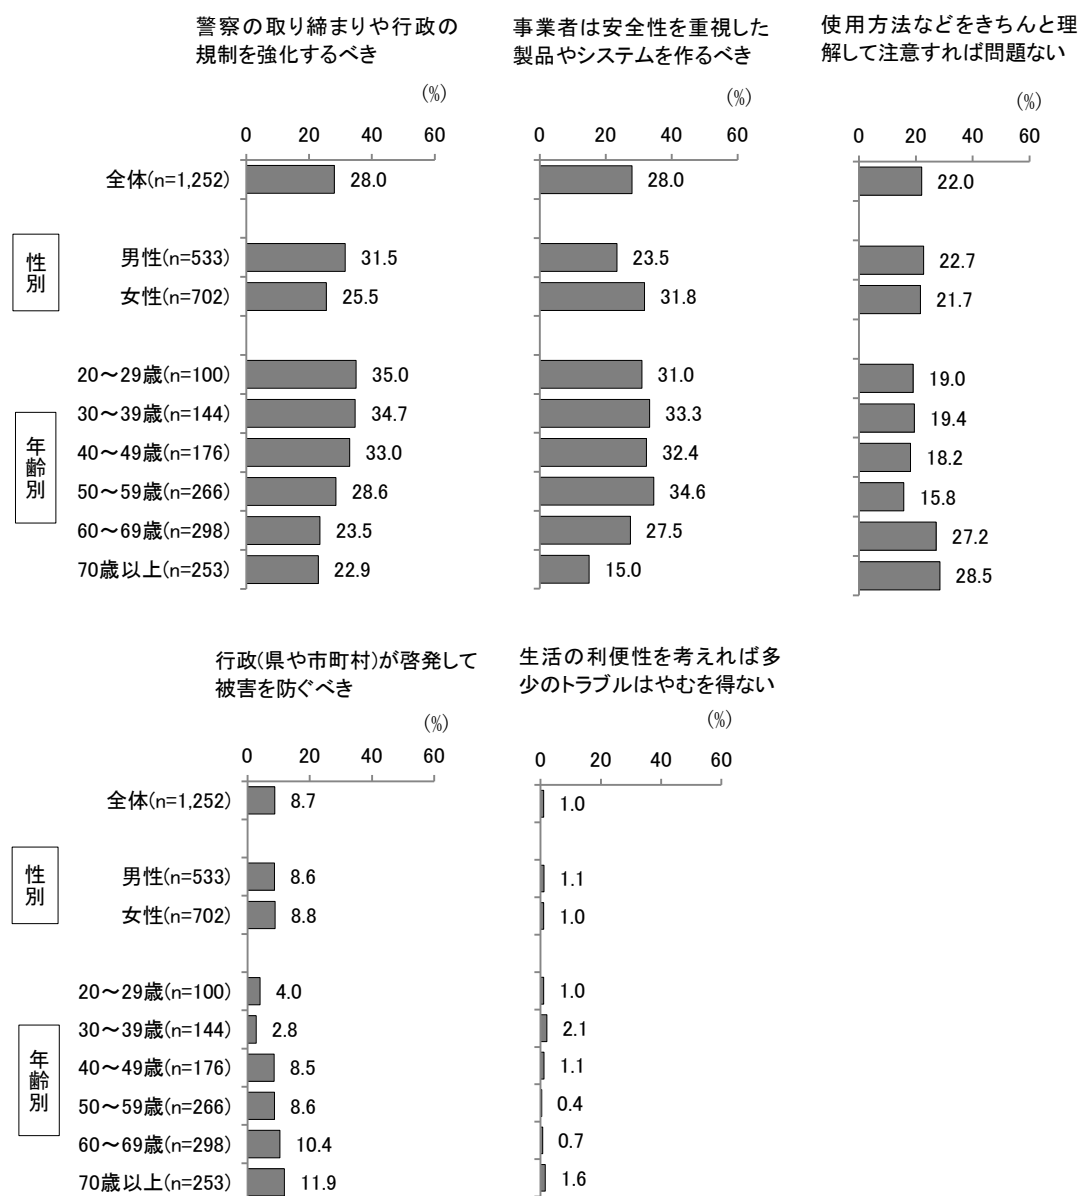 警察の取り締まりや行政の
規制を強化するべき
事業者は安全性を重視した
製品やシステムを作るべき
使用方法などをきちんと理
解して注意すれば問題ない
(%)
(%)
(%)
0 20 40 60
0 20 40 60
0 20 40 60
全体(n=1,252) 28.0 28.0 22.0
性別
男性(n=533) 31.5 23.5 22.7
女性(n=702) 25.5 31.8 21.7
年齢別
20～29歳(n=100) 35.0 31.0 19.0
30～39歳(n=144) 34.7 33.3 19.4
40～49歳(n=176) 33.0 32.4 18.2
50～59歳(n=266) 28.6 34.6 15.8
60～69歳(n=298) 23.5 27.5 27.2
70歳以上(n=253) 22.9 15.0 28.5
行政(県や市町村)が啓発して
被害を防ぐべき
生活の利便性を考えれば多
少のトラブルはやむを得ない
(%)
(%)
0 20 40 60
0 20 40 60
全体(n=1,252) 8.7 1.0
性別
男性(n=533) 8.6 1.1
女性(n=702) 8.8 1.0
年齢別
20～29歳(n=100) 4.0 1.0
30～39歳(n=144) 2.8 2.1
40～49歳(n=176) 8.5 1.1
50～59歳(n=266) 8.6 0.4
60～69歳(n=298) 10.4 0.7
70歳以上(n=253) 11.9 1.6